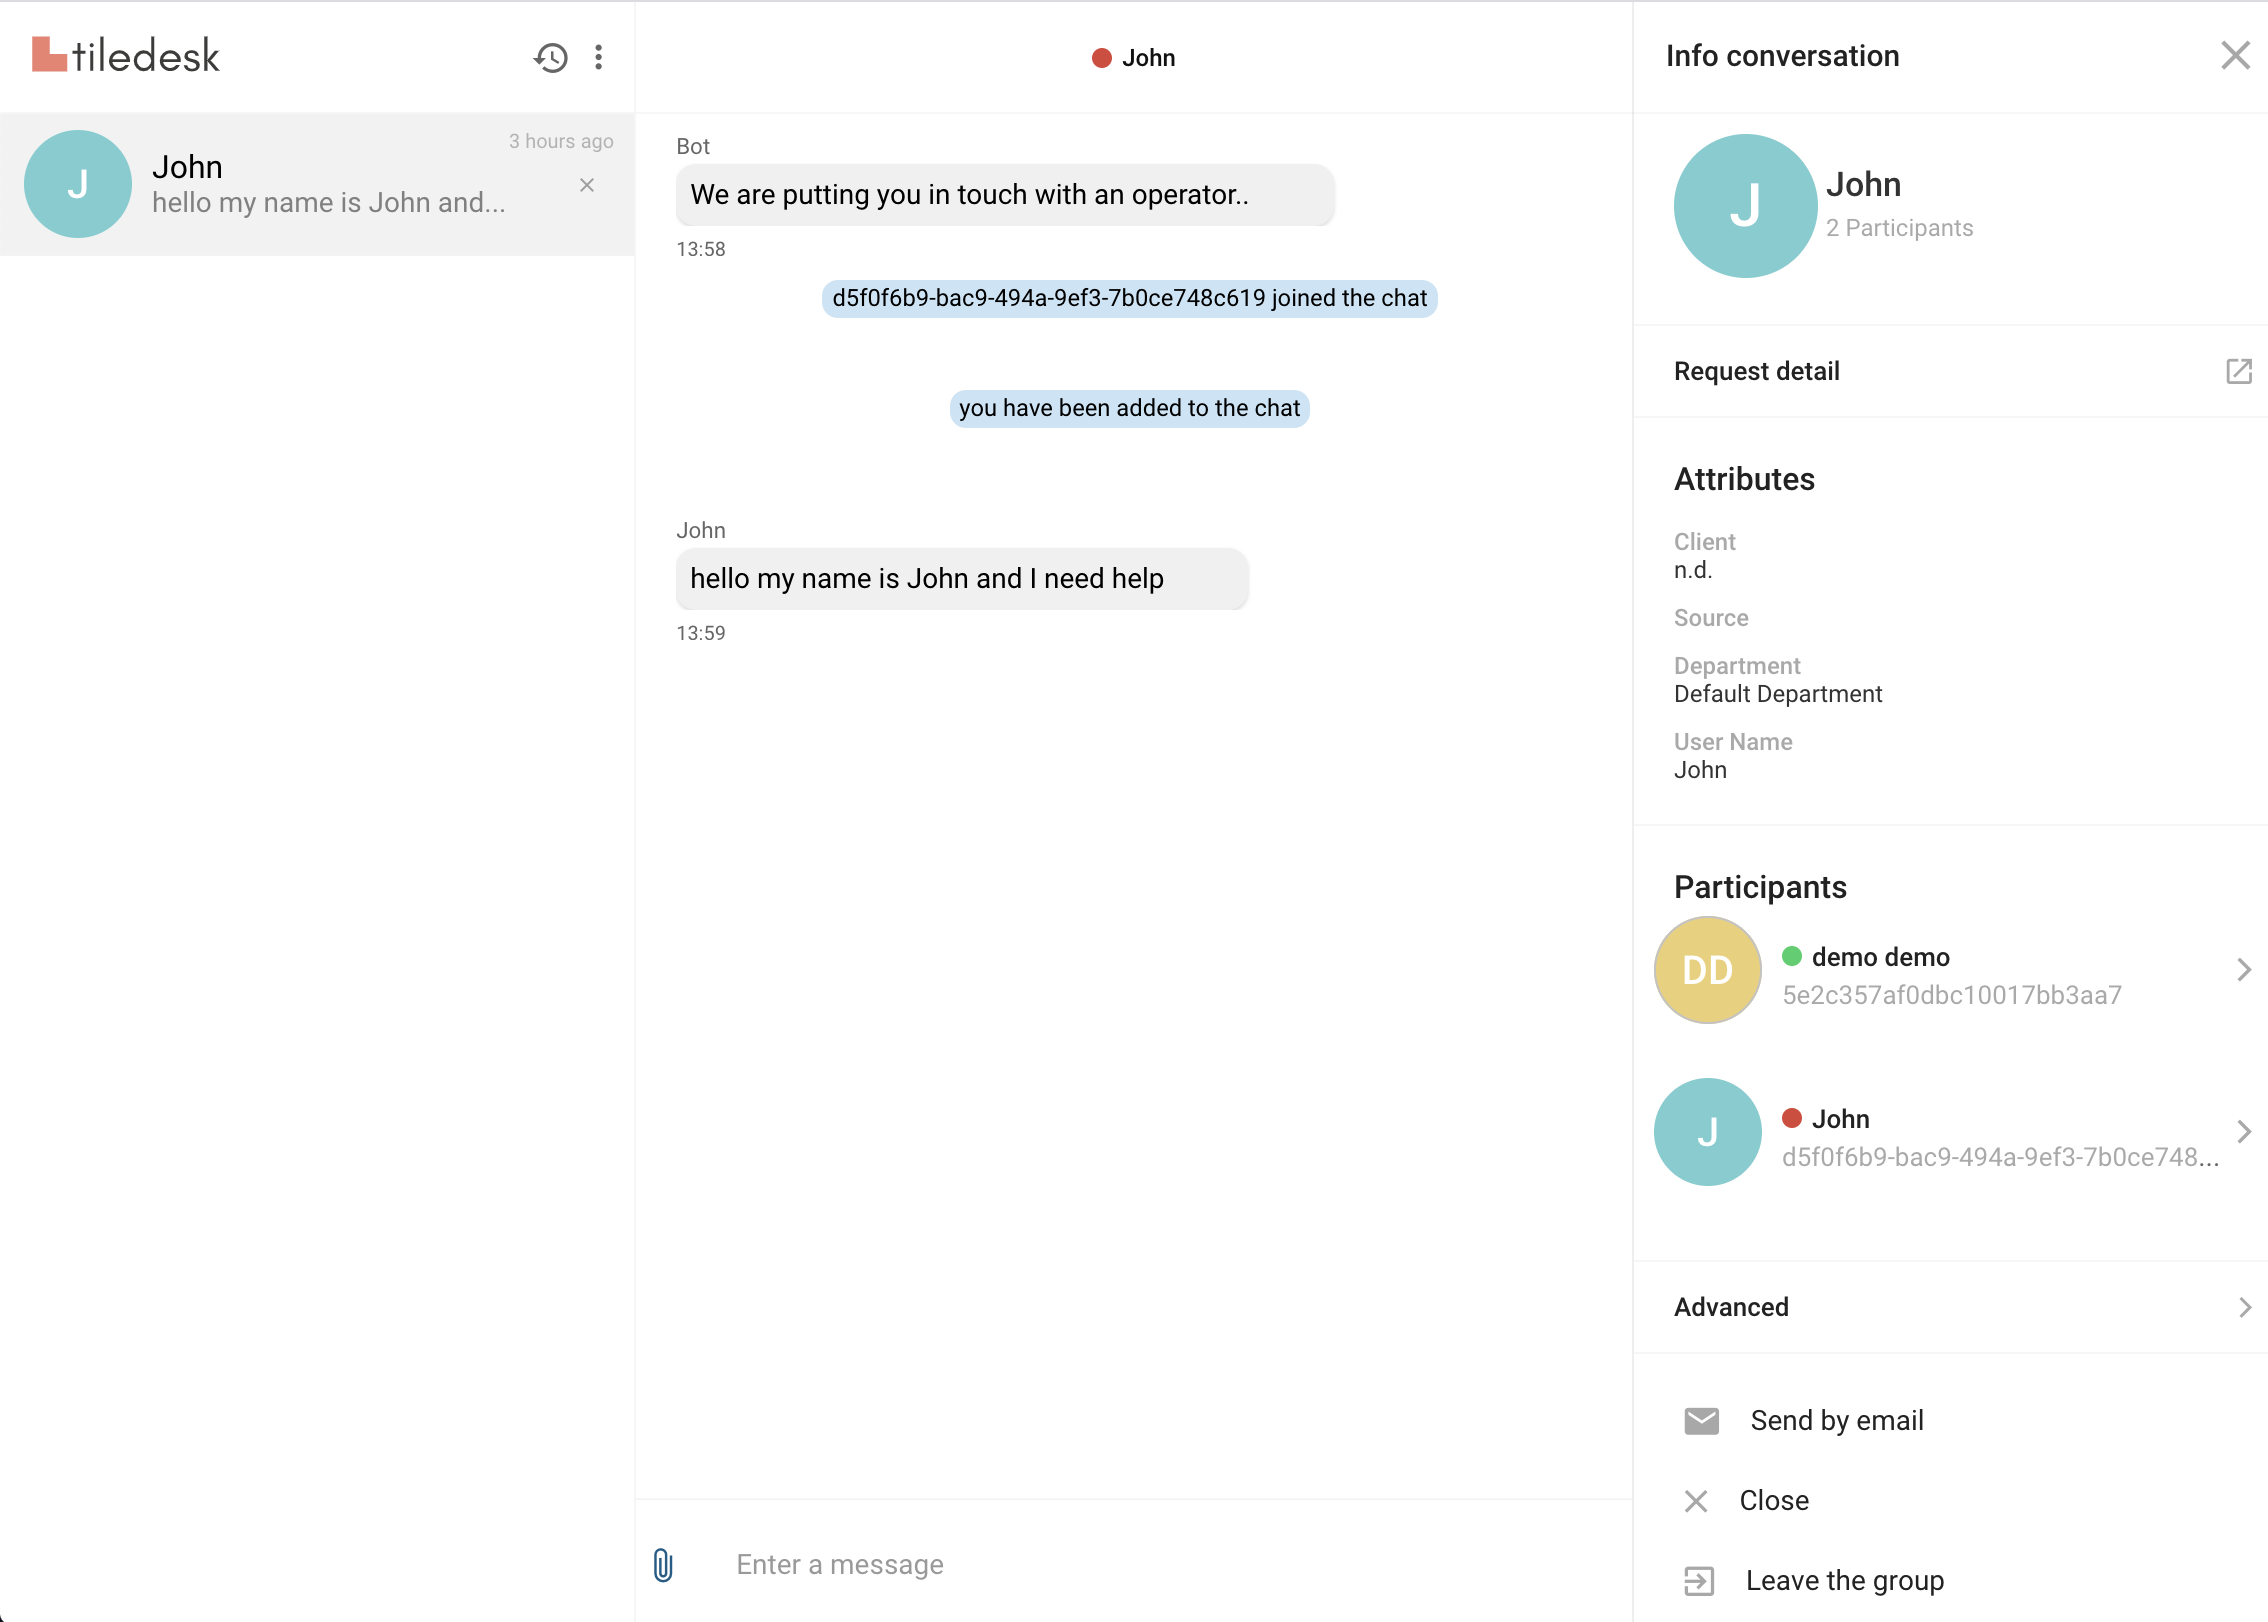 tiledesk
J
John
3 hours ago
hello my name is John and...
John
Bot
We are putting you in touch with an operator..
13:58
d5f0f6b9-bac9-494a-9ef3-7b0ce748c619 joined the chat
you have been added to the chat
John
hello my name is John and I need help
13:59
Enter a message
Info conversation
J
John
2 Participants
Request detail
Attributes
Client
n.d.
Source
Department
Default Department
User Name
John
Participants
DD
demo demo
5e2c357af0dbc10017bb3aa7
J
John
d5f0f6b9-bac9-494a-9ef3-7b0ce748...
Advanced
Send by email
Close
Leave the group